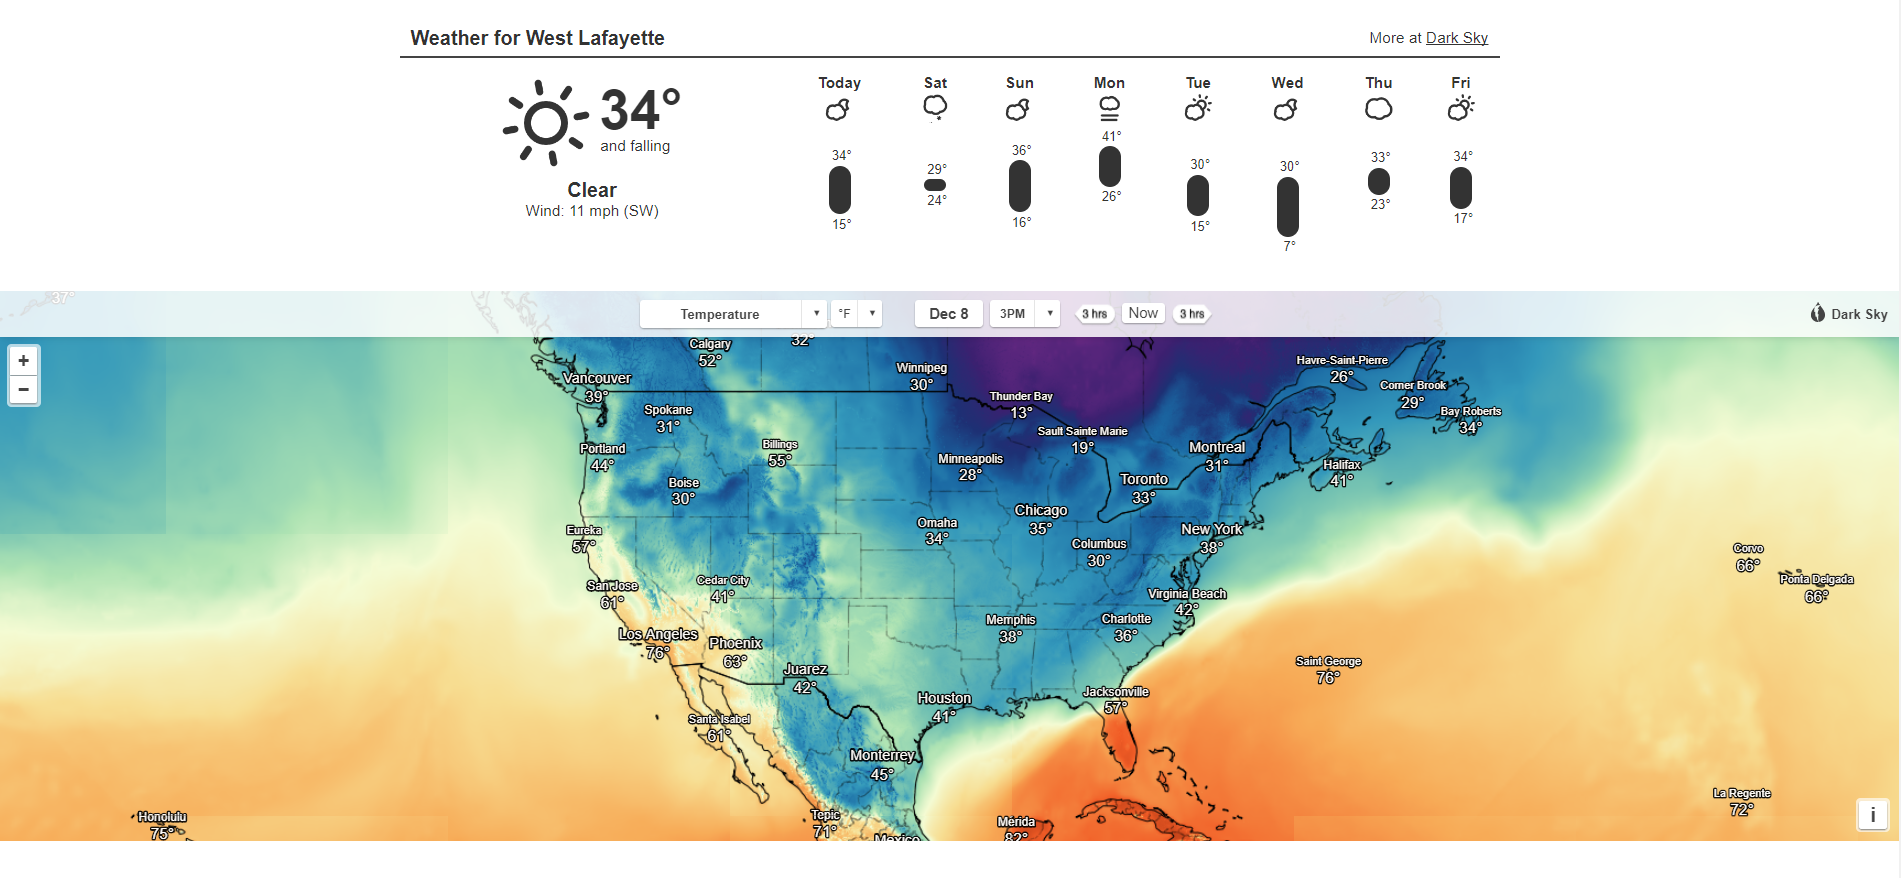 Weather for West Lafayette
More at Dark Sky
34°
and falling
Clear
Wind: 11 mph (SW)
Today Sat Sun Mon Tue Wed Thu Fri
34° 29° 36° 41° 30° 30° 33° 34°
15° 24° 16° 26° 15° 7° 23° 17°
37°
Temperature
°F
Dec 8
3PM
3 hrs
Now
3 hrs
Dark Sky
+
−
32°
Calgary
52°
Winnipeg
30°
Havre-Saint-Pierre
26°
Vancouver
39°
Corner Brook
29°
Thunder Bay
13°
Spokane
31°
Bay Roberts
34°
Sault Sainte Marie
19°
Billings
55°
Portland
44°
Montreal
31°
Minneapolis
28°
Halifax
41°
Boise
30°
Toronto
33°
Chicago
35°
Omaha
34°
Eureka
57°
New York
38°
Columbus
30°
Corvo
66°
Cedar City
41°
Ponta Delgada
66°
San Jose
61°
Virginia Beach
42°
Memphis
38°
Charlotte
36°
Los Angeles
76°
Phoenix
63°
Saint George
76°
Juarez
42°
Jacksonville
57°
Houston
41°
Santa Isabel
61°
Monterrey
45°
La Regente
72°
Honolulu
75°
Tepic
71°
Mérida
82°
Mexico
i